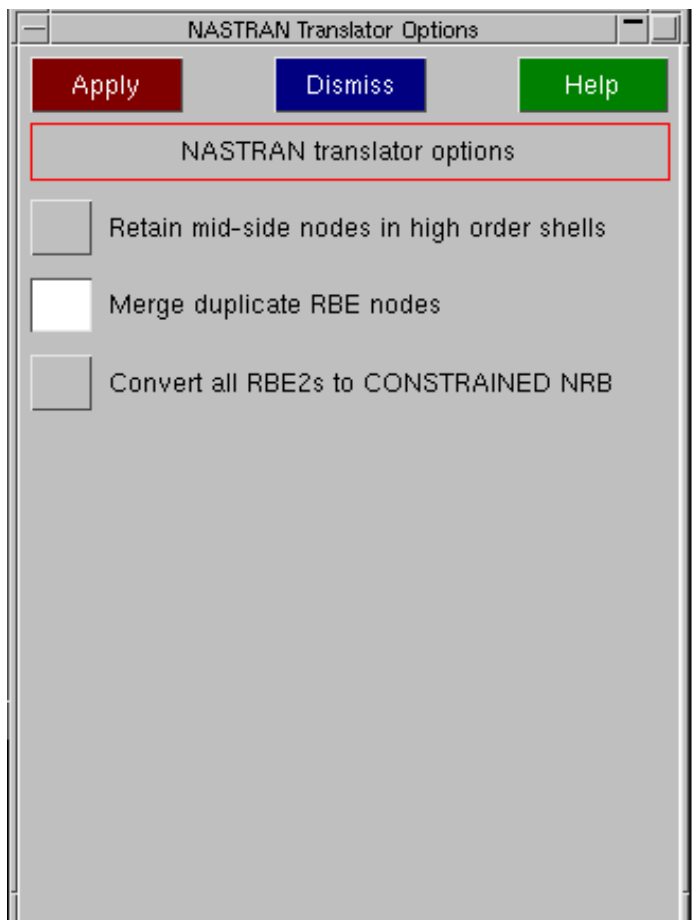 NASTRAN Translator Options
Apply Dismiss Help
NASTRAN translator options
Retain mid-side nodes in high order shells
Merge duplicate RBE nodes
Convert all RBE2s to CONSTRAINED NRB